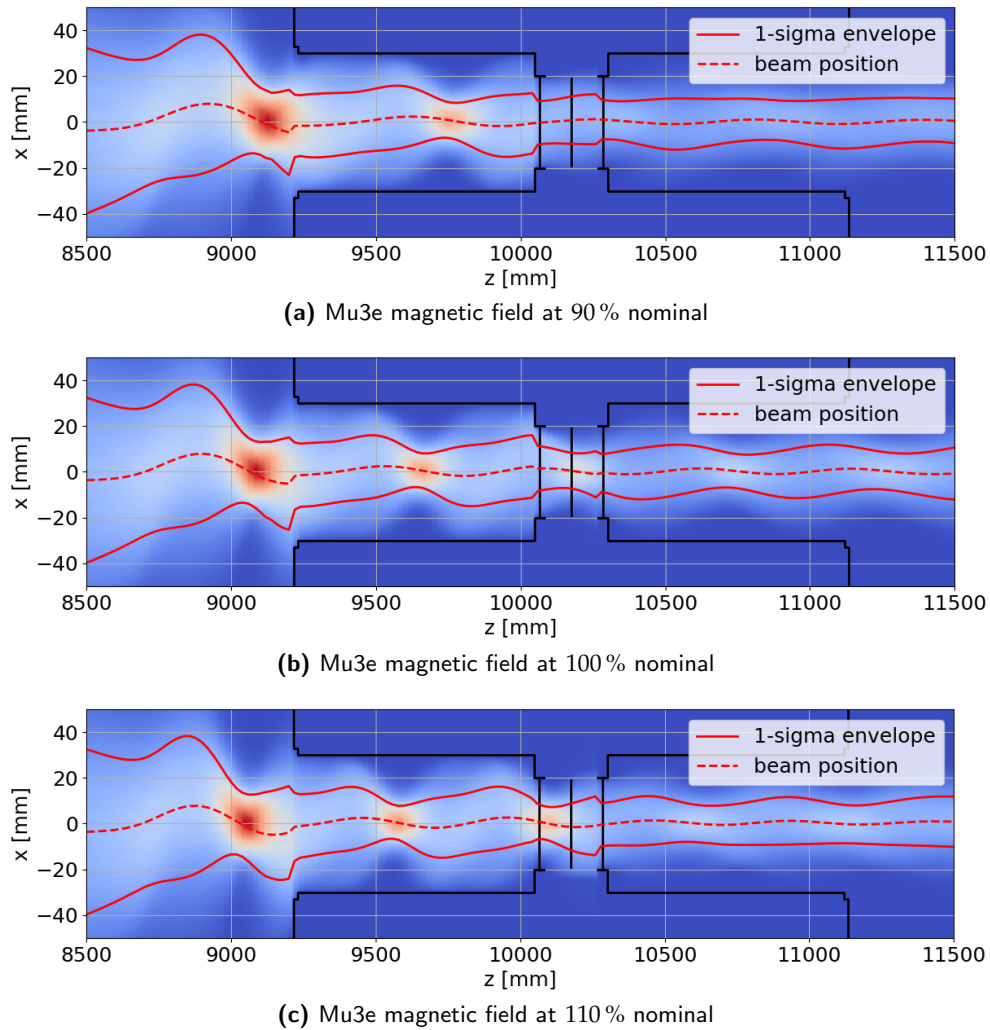 40
20
0
−20
−40
x [mm]
1-sigma envelope
beam position
8500 9000 9500 10000 10500 11000 11500
z [mm]
(a) Mu3e magnetic field at 90 % nominal
40
20
0
−20
−40
x [mm]
1-sigma envelope
beam position
8500 9000 9500 10000 10500 11000 11500
z [mm]
(b) Mu3e magnetic field at 100 % nominal
40
20
0
−20
−40
x [mm]
1-sigma envelope
beam position
8500 9000 9500 10000 10500 11000 11500
z [mm]
(c) Mu3e magnetic field at 110 % nominal